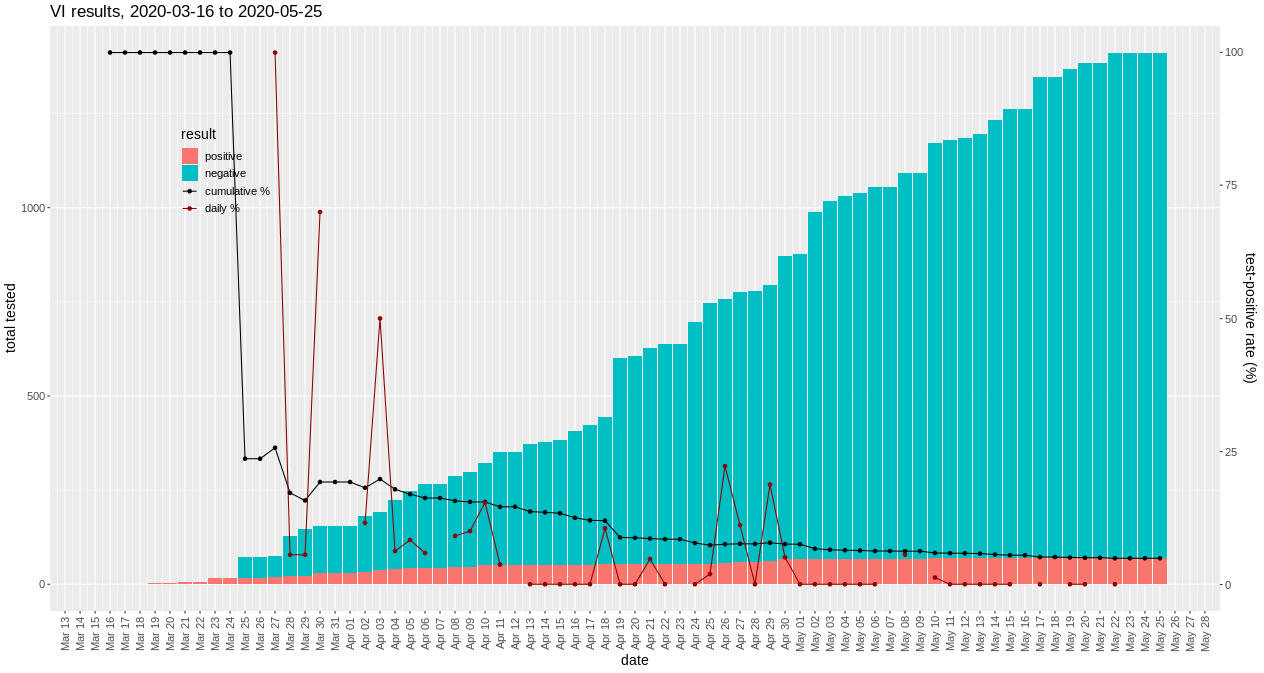 VI results, 2020-03-16 to 2020-05-25
result
positive
negative
cumulative %
daily %
total tested
1000
500
0
100
75
50
25
0
test-positive rate (%)
Mar 13
Mar 14
Mar 15
Mar 16
Mar 17
Mar 18
Mar 19
Mar 20
Mar 21
Mar 22
Mar 23
Mar 24
Mar 25
Mar 26
Mar 27
Mar 28
Mar 29
Mar 30
Mar 31
Apr 01
Apr 02
Apr 03
Apr 04
Apr 05
Apr 06
Apr 07
Apr 08
Apr 09
Apr 10
Apr 11
Apr 12
Apr 13
Apr 14
Apr 15
Apr 16
Apr 17
Apr 18
Apr 19
Apr 20
Apr 21
Apr 22
Apr 23
Apr 24
Apr 25
Apr 26
Apr 27
Apr 28
Apr 29
Apr 30
May 01
May 02
May 03
May 04
May 05
May 06
May 07
May 08
May 09
May 10
May 11
May 12
May 13
May 14
May 15
May 16
May 17
May 18
May 19
May 20
May 21
May 22
May 23
May 24
May 25
May 26
May 27
May 28
date